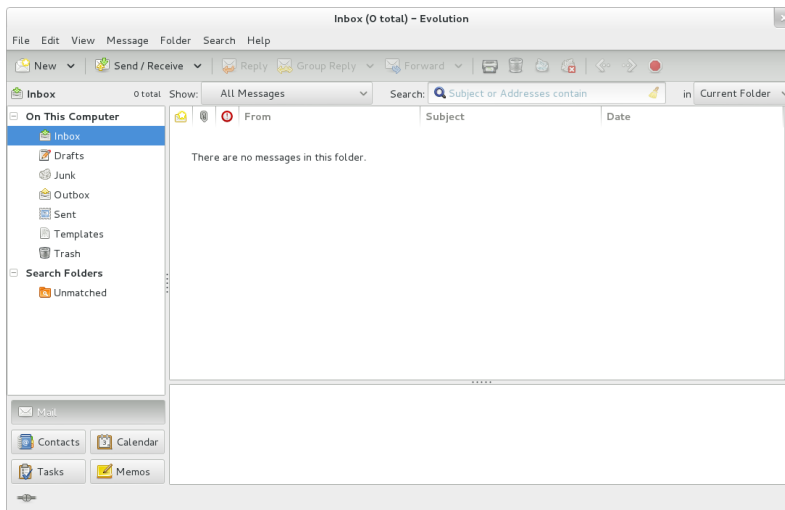 Inbox (0 total) – Evolution
File Edit View Message Folder Search Help
New Send / Receive Reply Group Reply Forward
Inbox 0 total Show: All Messages Search: Subject or Addresses contain in Current Folder
On This Computer From Subject Date
Inbox
Drafts There are no messages in this folder.
Junk
Outbox
Sent
Templates
Trash
Search Folders
Unmatched
Mail
Contacts Calendar
Tasks Memos